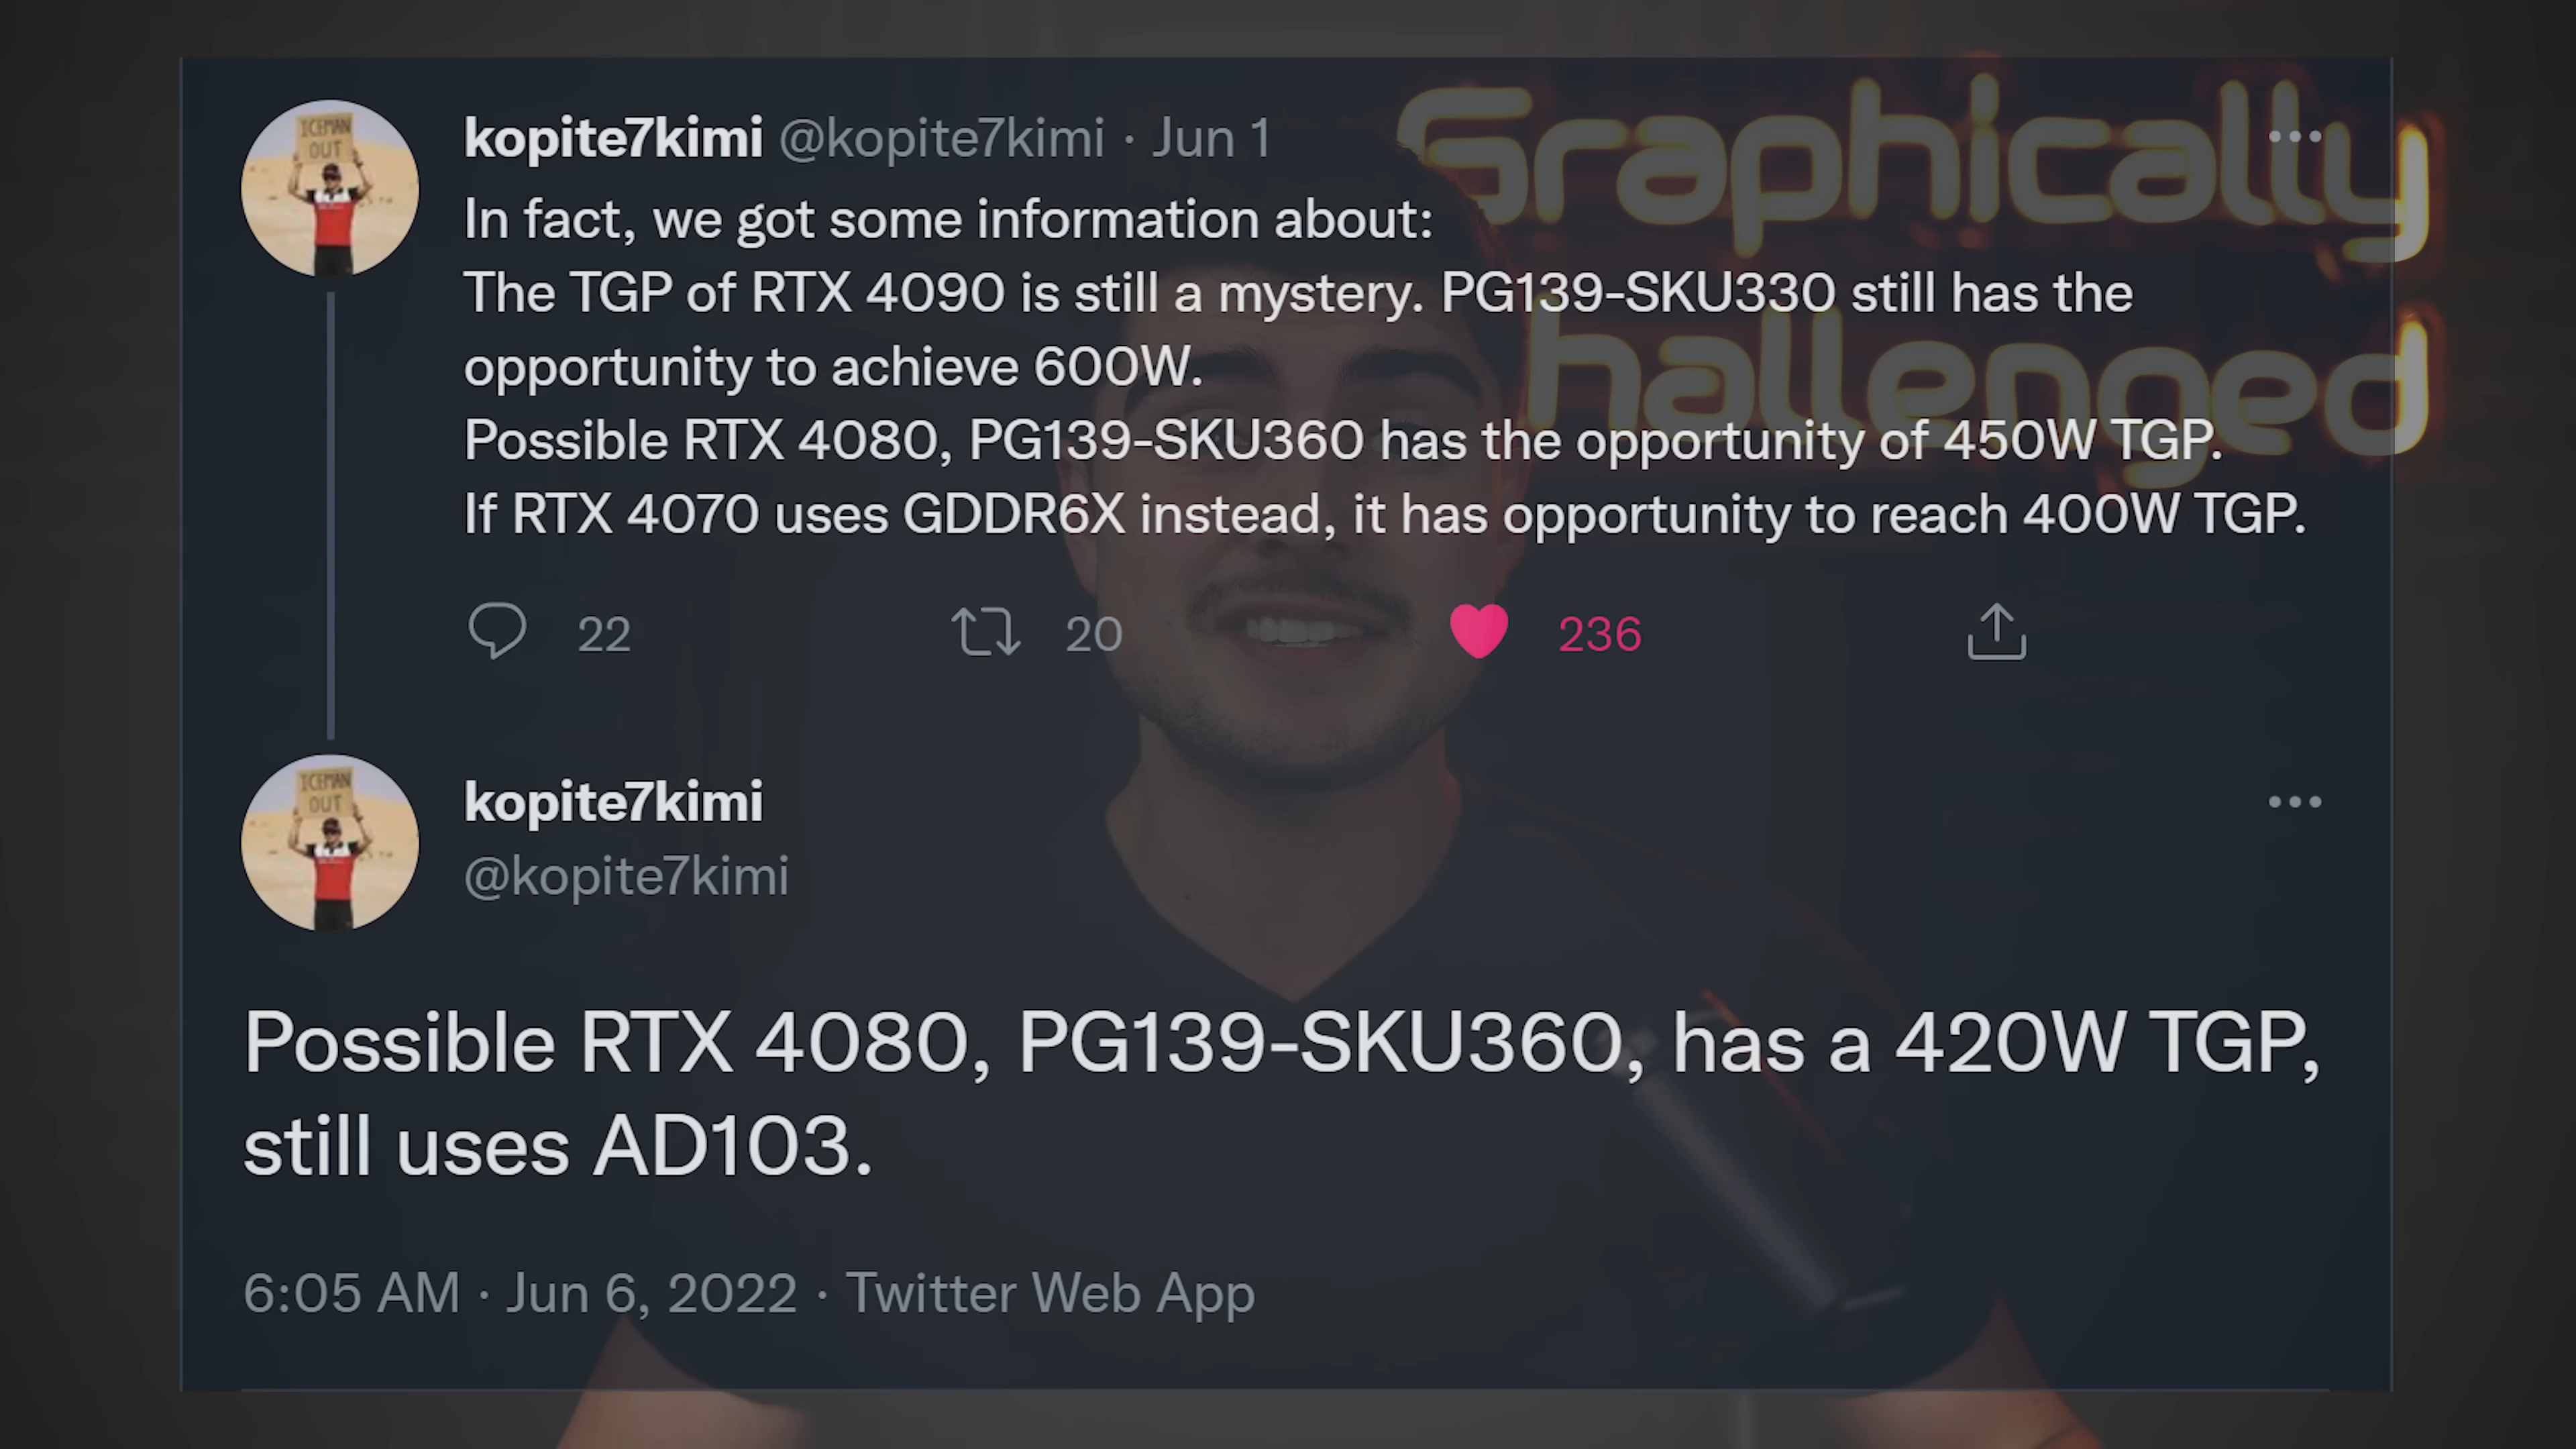 ICEMAN
OUT
kopite7kimi @kopite7kimi · Jun 1
In fact, we got some information about:
The TGP of RTX 4090 is still a mystery. PG139-SKU330 still has the
opportunity to achieve 600W.
Possible RTX 4080, PG139-SKU360 has the opportunity of 450W TGP.
If RTX 4070 uses GDDR6X instead, it has opportunity to reach 400W TGP.
22 20 236
Graphically
hallenged
ICEMAN
OUT
kopite7kimi
@kopite7kimi
Possible RTX 4080, PG139-SKU360, has a 420W TGP,
still uses AD103.
6:05 AM · Jun 6, 2022 · Twitter Web App